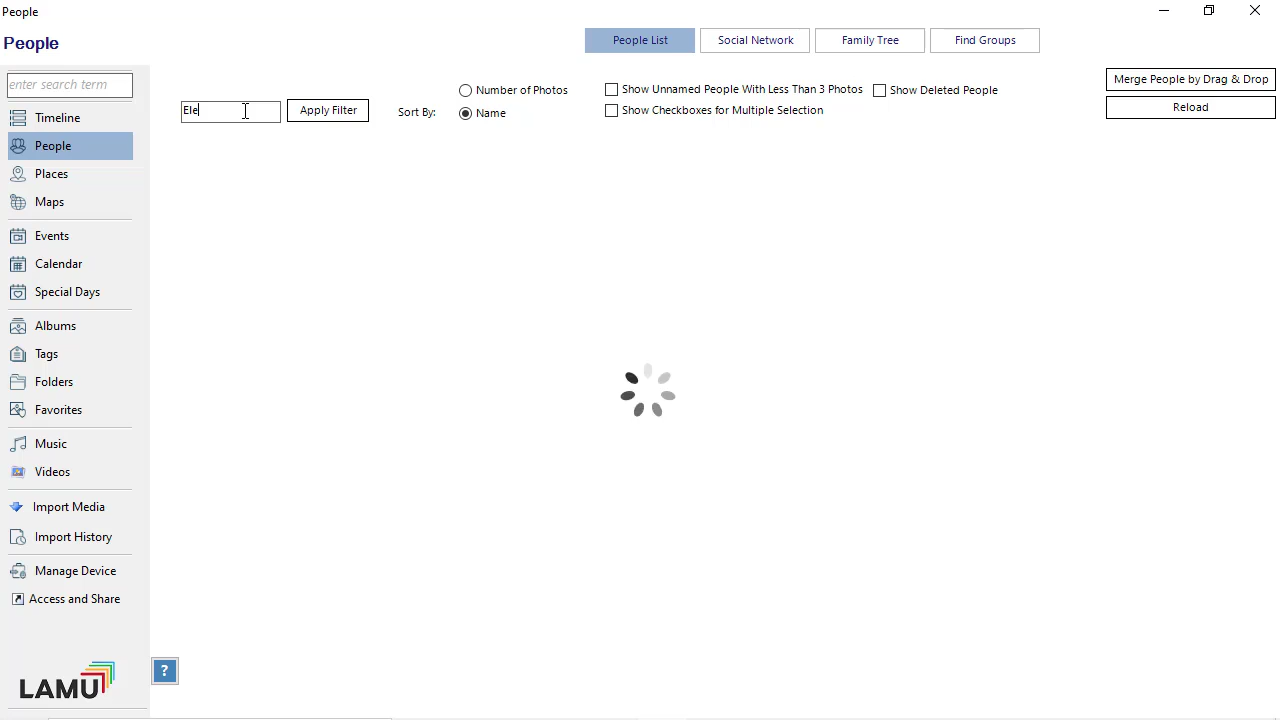 People
People
People List
Social Network
Family Tree
Find Groups
enter search term
Number of Photos
Show Unnamed People With Less Than 3 Photos
Show Deleted People
Merge People by Drag & Drop
Ele
Apply Filter
Sort By:
Name
Show Checkboxes for Multiple Selection
Reload
Timeline
People
Places
Maps
Events
Calendar
Special Days
Albums
Tags
Folders
Favorites
Music
Videos
Import Media
Import History
Manage Device
Access and Share
LAMU
?